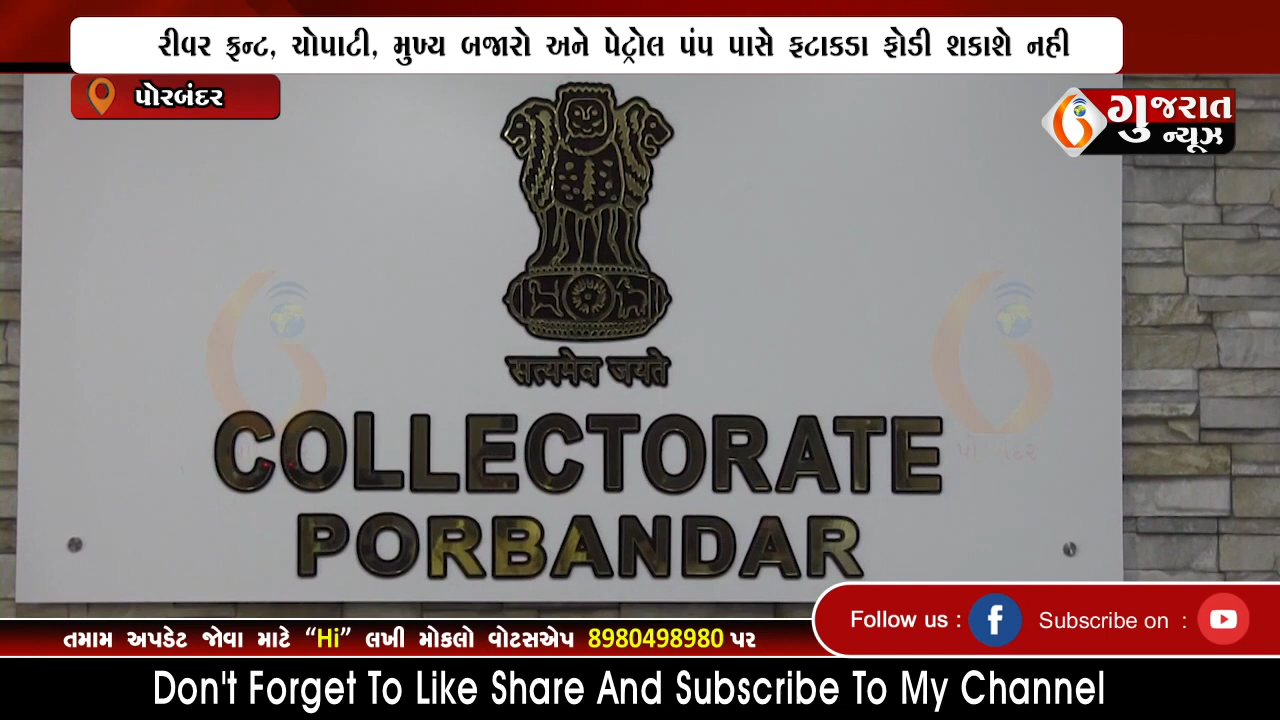 રીવર ફ્રન્ટ, ચોપાટી, મુખ્ય બજારો અને પેટ્રોલ પંપ પાસે ફટાકડા ફોડી શકાશે નહી
પોરબંદર
ગુજરાત
ન્યૂઝ
सत्यमेव जयते
COLLECTORATE
PORBANDAR
Follow us :
Subscribe on :
તમામ અપડેટ જોવા માટે “Hi” લખી મોકલો વોટસએપ 8980498980 પર
Don't Forget To Like Share And Subscribe To My Channel